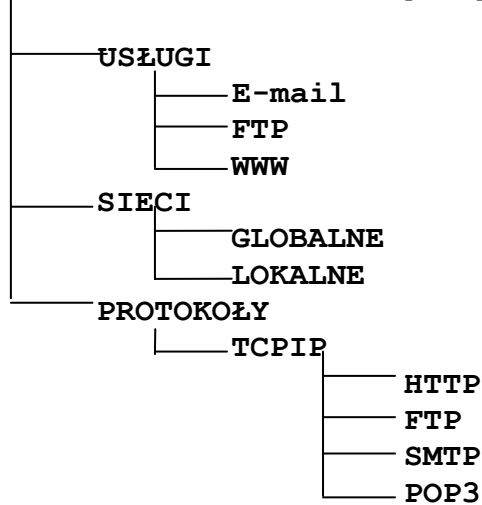 USŁUGI
E-mail
FTP
WWW
SIECI
GLOBALNE
LOKALNE
PROTOKOŁY
TCPIP
HTTP
FTP
SMTP
POP3